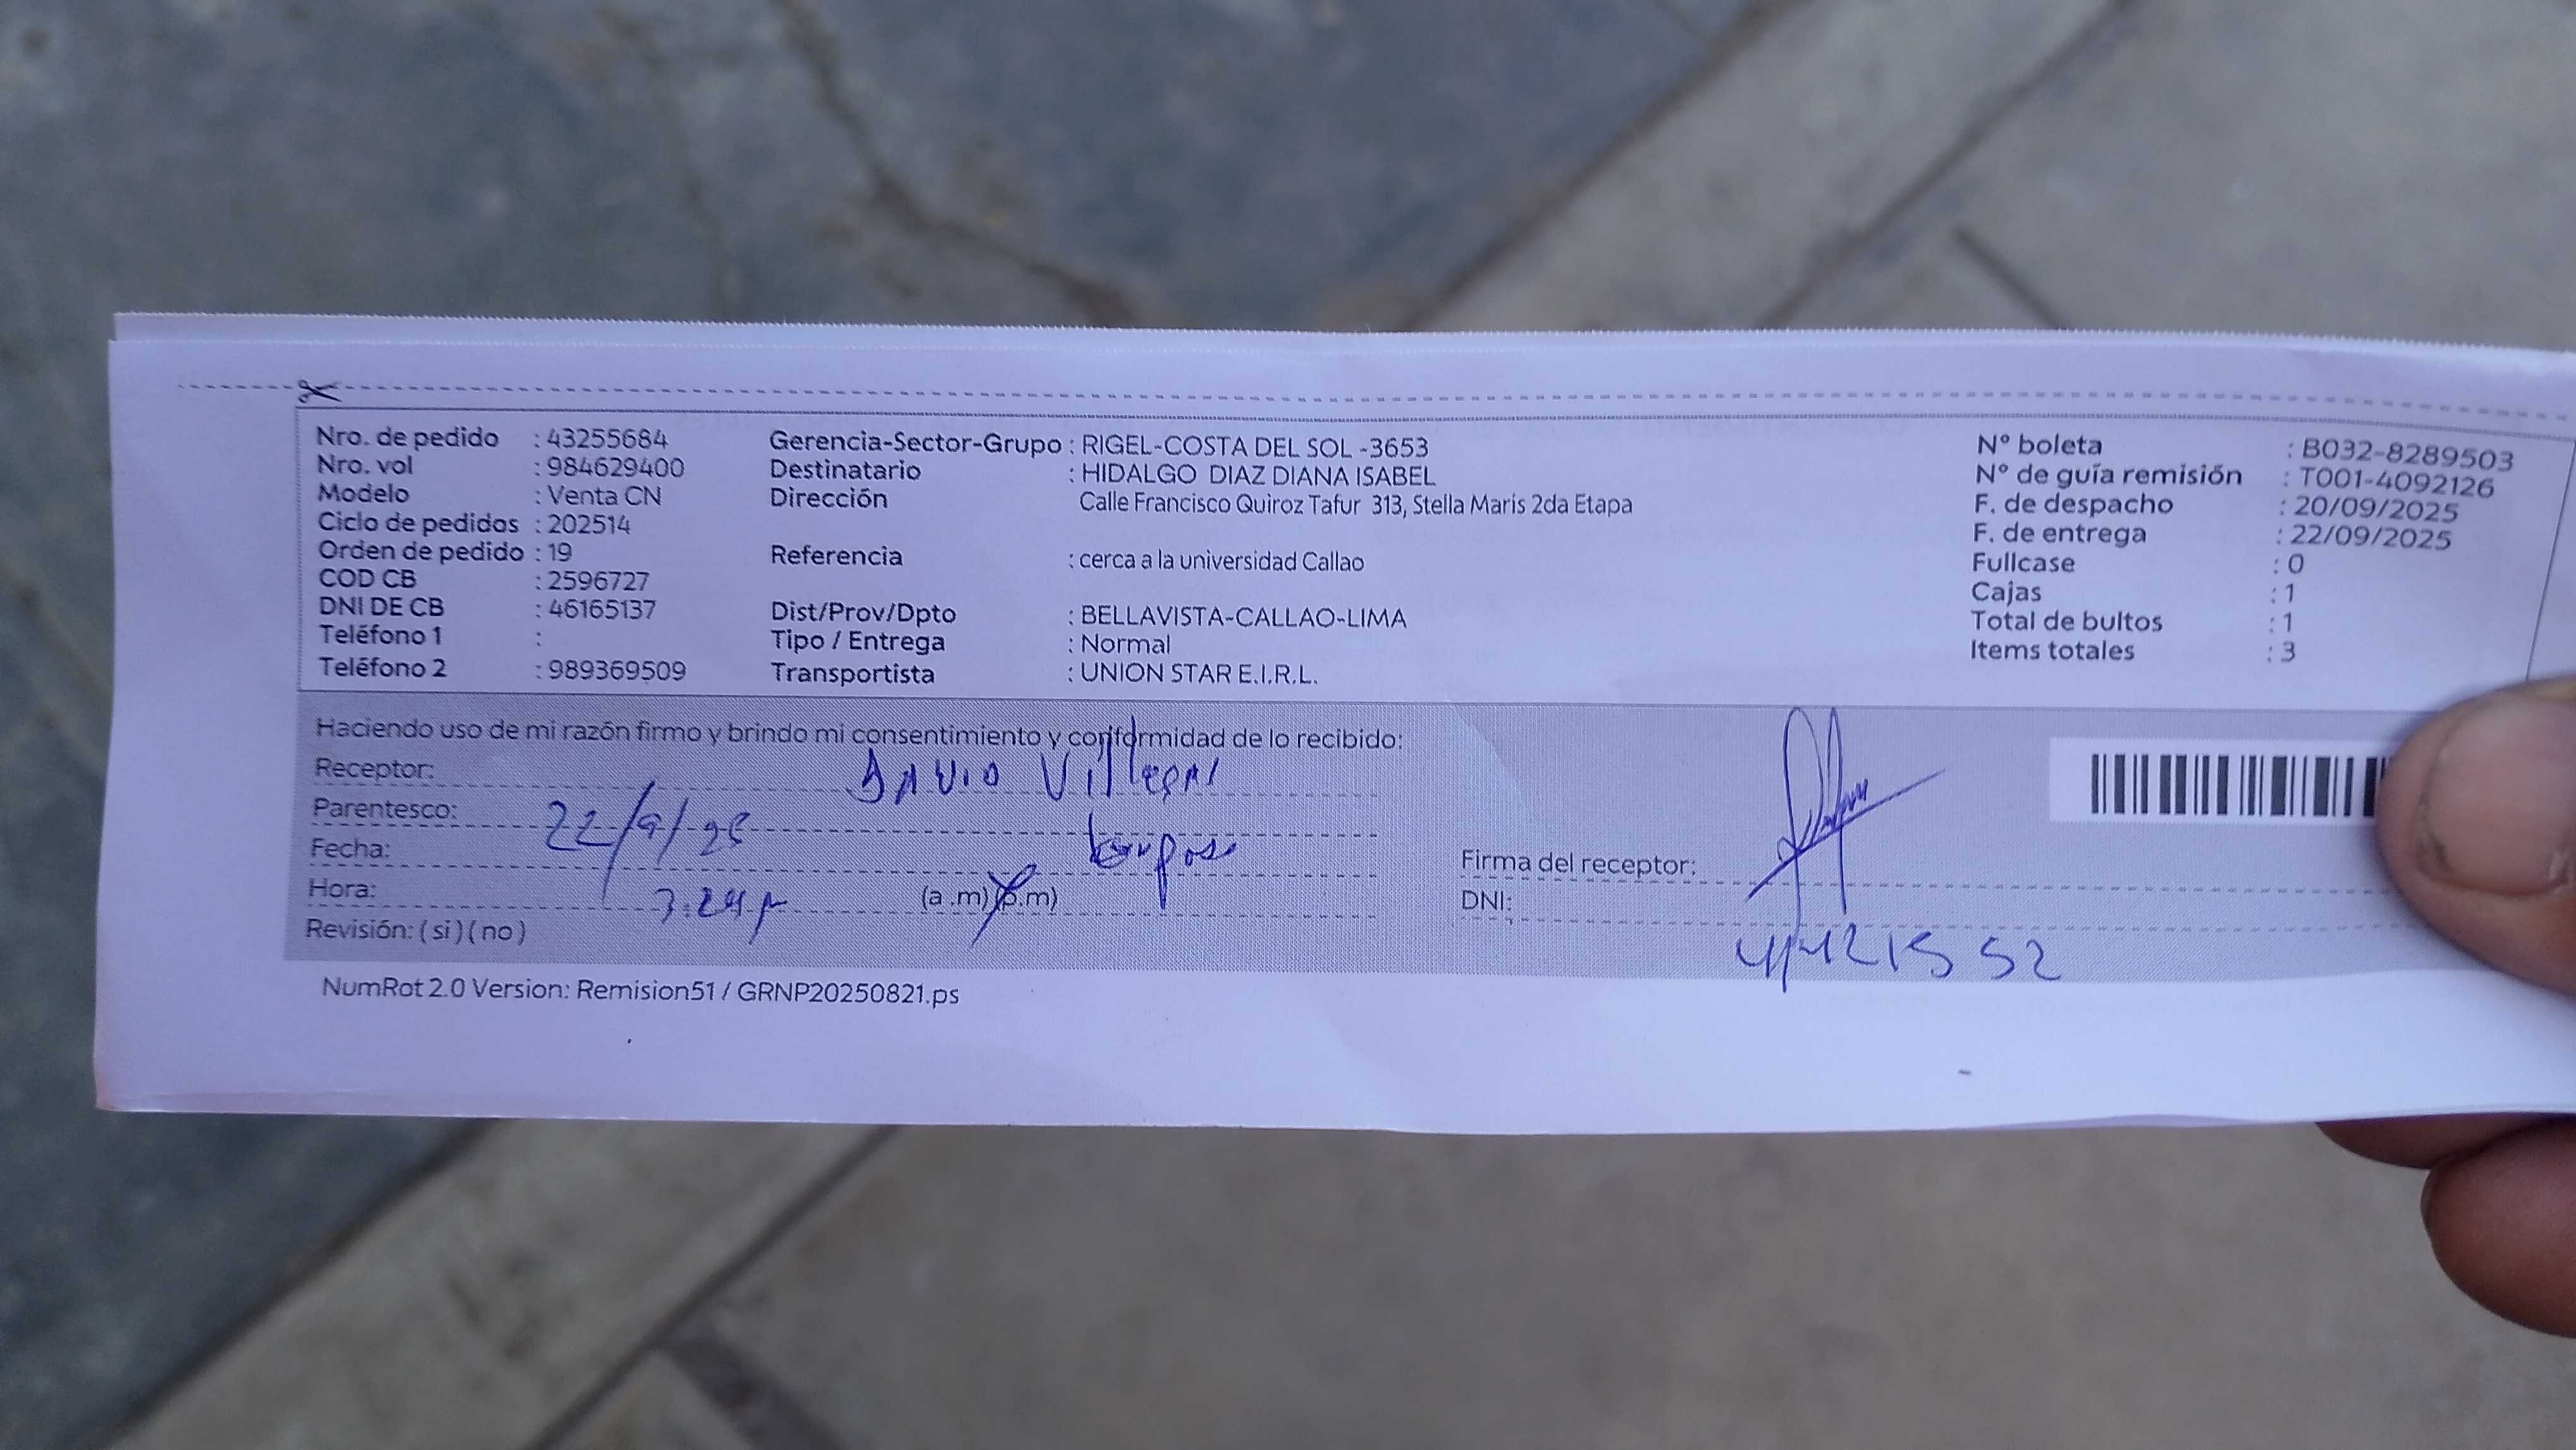 Nro. de pedido : 43255684 Gerencia-Sector-Grupo : RIGEL-COSTA DEL SOL -3653 Nº boleta : B032-8289503
Nro. vol : 984629400 Destinatario : HIDALGO DIAZ DIANA ISABEL Nº de guía remisión : T001-4092126
Modelo : Venta CN Dirección Calle Francisco Quiroz Tafur 313, Stella Maris 2da Etapa F. de despacho : 20/09/2025
Ciclo de pedidos : 202514 F. de entrega : 22/09/2025
Orden de pedido : 19 Referencia : cerca a la universidad Callao Fullcase : 0
COD CB : 2596727 Cajas : 1
DNI DE CB : 46165137 Dist/Prov/Dpto : BELLAVISTA-CALLAO-LIMA Total de bultos : 1
Teléfono 1 : Tipo / Entrega : Normal Items totales : 3
Teléfono 2 : 989369509 Transportista : UNION STAR E.I.R.L.
Haciendo uso de mi razón firmo y brindo mi consentimiento y conformidad de lo recibido:
Receptor: DAVID Villegas
Parentesco: Esposo
Fecha: 22/9/25 Firma del receptor:
Hora: (a .m) (p.m) DNI:
Revisión: ( si ) ( no )
NumRot 2.0 Version: Remision51 / GRNP20250821.ps